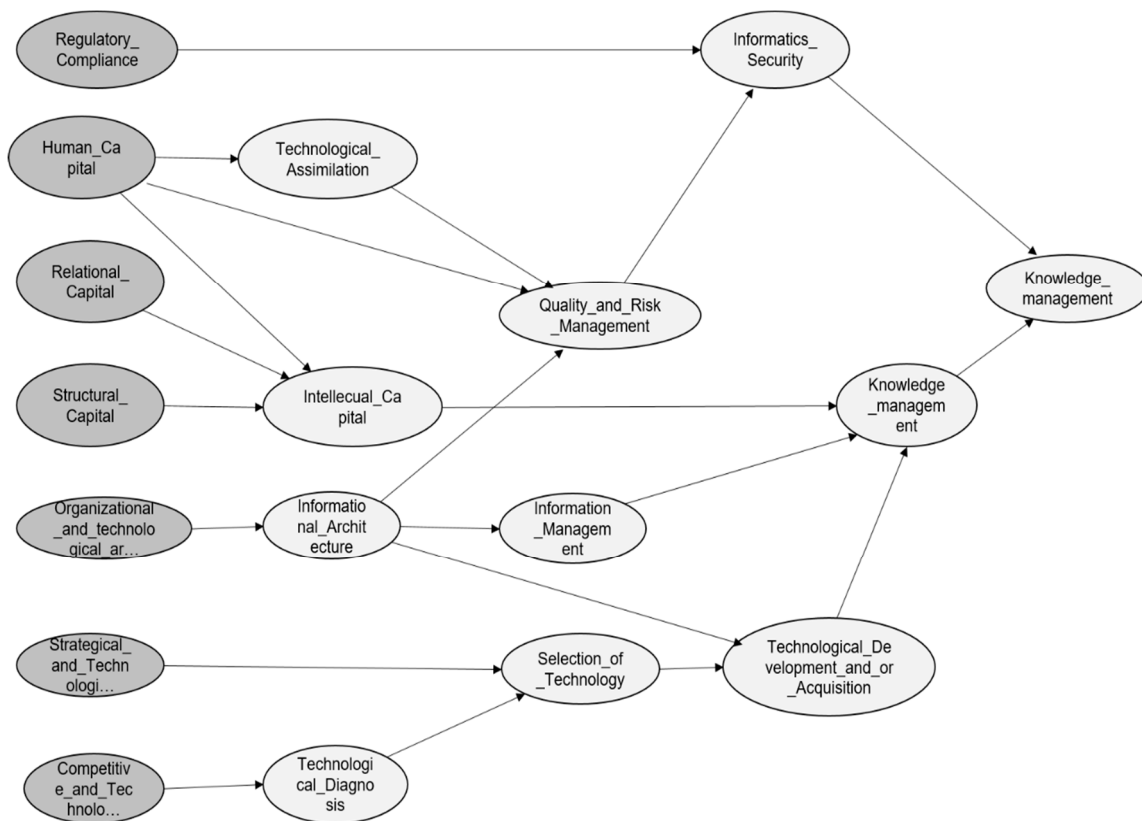 Regulatory_
Compliance
Informatics_
Security
Human_Ca
pital
Technological_
Assimilation
Relational_
Capital
Quality_and_Risk
_Management
Knowledge_
management
Structural_
Capital
Intellecual_Ca
pital
Knowledge
_managem
ent
Organizational
_and_technolo
gical_ar...
Informatio
nal_Archit
ecture
Information
_Managem
ent
Strategical_
and_Techn
ologi...
Selection_of
_Technology
Technological_De
velopment_and_or
_Acquisition
Competitiv
e_and_Tec
hnolo...
Technologi
cal_Diagno
sis